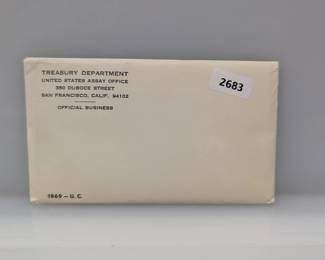 TREASURY DEPARTMENT
UNITED STATES ASSAY OFFICE
350 DUBOCE STREET
SAN FRANCISCO, CALIF. 94102
OFFICIAL BUSINESS
2683
1969 - U.C.